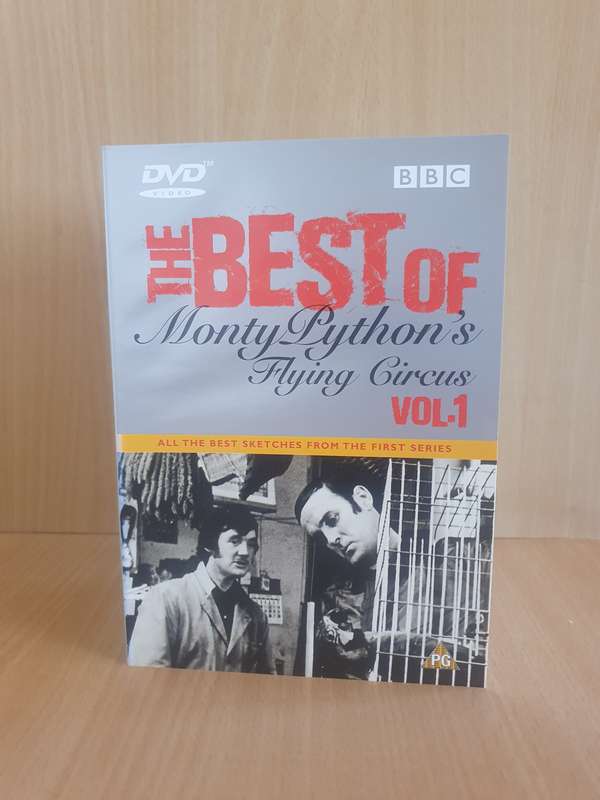 DVD™
VIDEO
BBC
THE BEST OF
Monty Python's
Flying Circus
VOL.1
ALL THE BEST SKETCHES FROM THE FIRST SERIES
PG